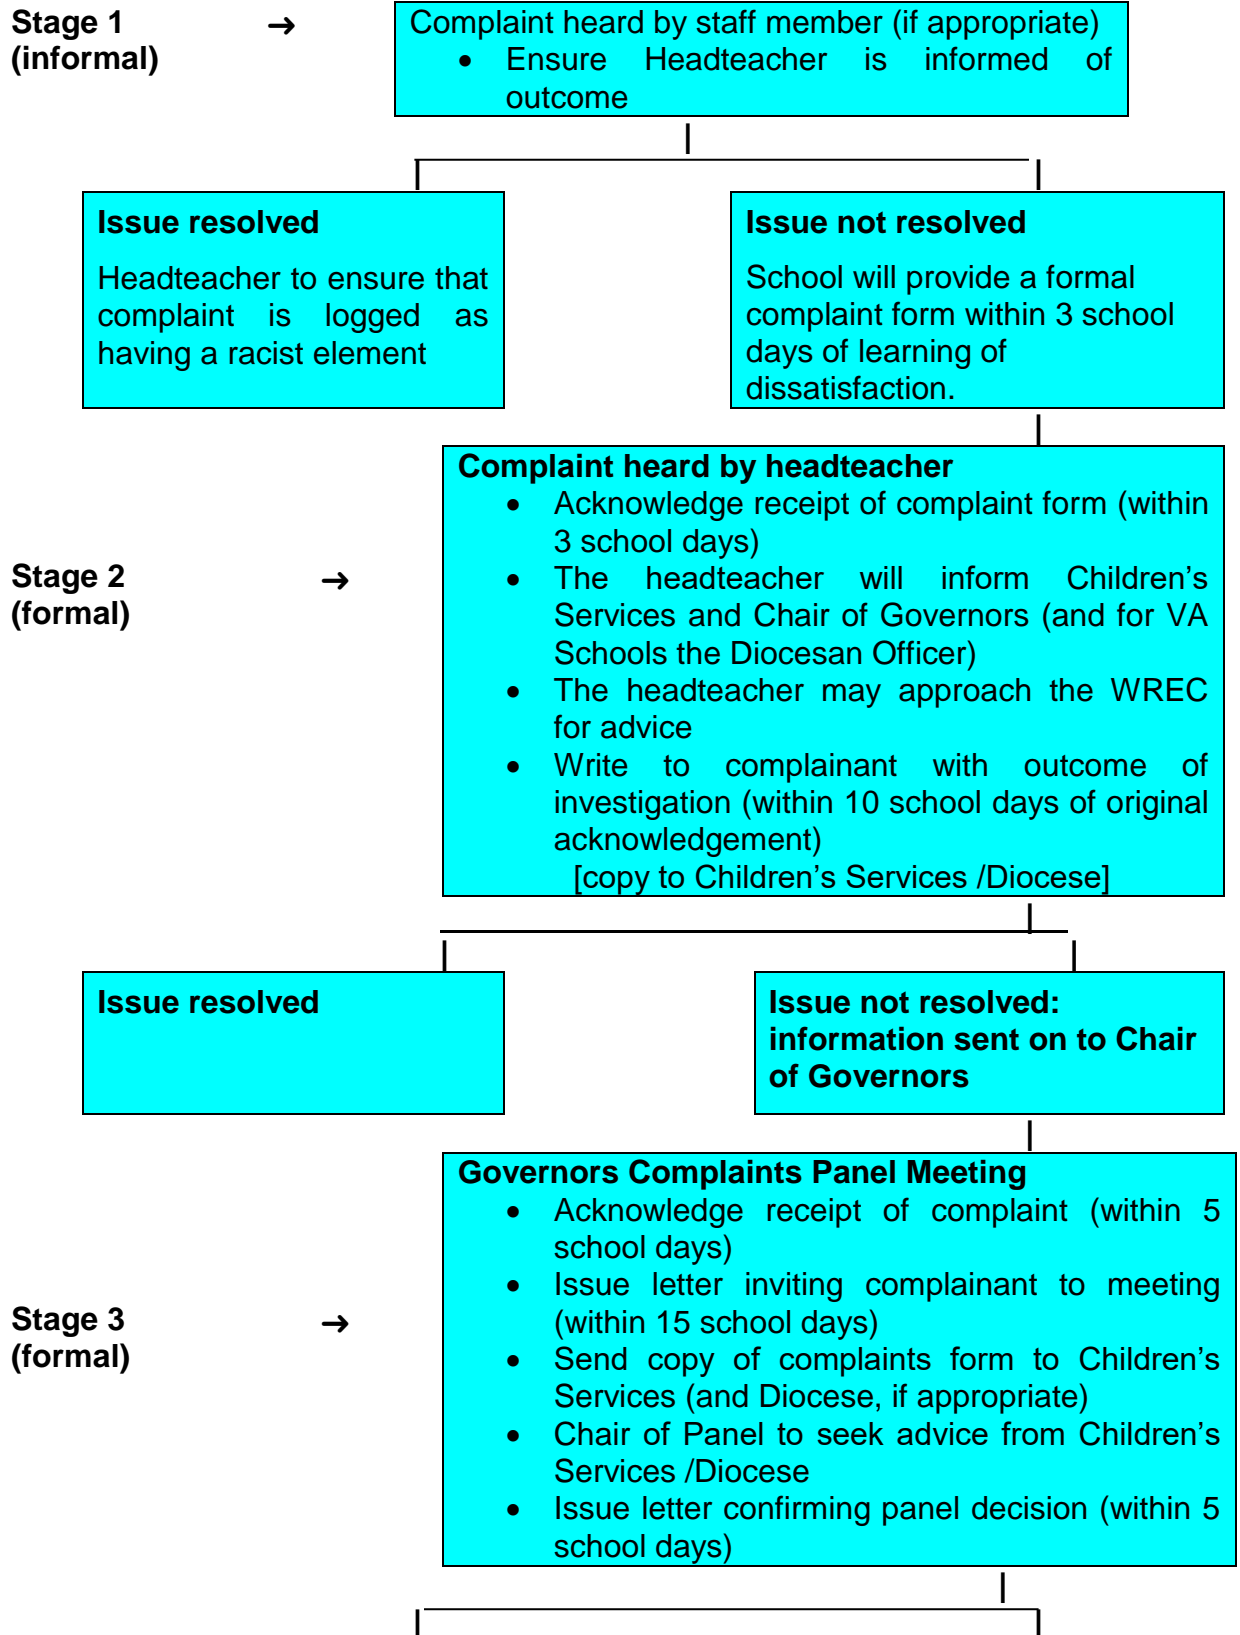 Stage 1
(informal)
→
Complaint heard by staff member (if appropriate)
• Ensure Headteacher is informed of
outcome
Issue resolved
Headteacher to ensure that
complaint is logged as
having a racist element
Issue not resolved
School will provide a formal
complaint form within 3 school
days of learning of
dissatisfaction.
Stage 2
(formal)
→
Complaint heard by headteacher
• Acknowledge receipt of complaint form (within
3 school days)
• The headteacher will inform Children’s
Services and Chair of Governors (and for VA
Schools the Diocesan Officer)
• The headteacher may approach the WREC
for advice
• Write to complainant with outcome of
investigation (within 10 school days of original
acknowledgement)
[copy to Children’s Services /Diocese]
Issue resolved
Issue not resolved:
information sent on to Chair
of Governors
Stage 3
(formal)
→
Governors Complaints Panel Meeting
• Acknowledge receipt of complaint (within 5
school days)
• Issue letter inviting complainant to meeting
(within 15 school days)
• Send copy of complaints form to Children’s
Services (and Diocese, if appropriate)
• Chair of Panel to seek advice from Children’s
Services /Diocese
• Issue letter confirming panel decision (within 5
school days)